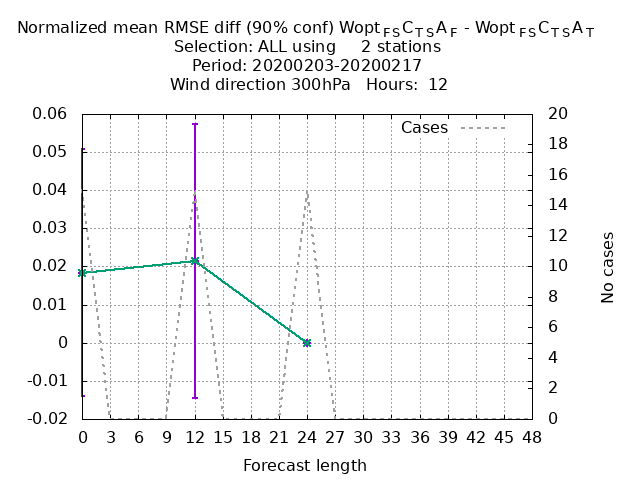 Normalized mean RMSE diff (90% conf) Wopt FS C TS A F - Wopt FS C TS A T
Selection: ALL using 2 stations
Period: 20200203-20200217
Wind direction 300hPa Hours: 12
Cases
0.06
0.05
0.04
0.03
0.02
0.01
0
-0.01
-0.02
20
18
16
14
12
10
8
6
4
2
0
No cases
0 3 6 9 12 15 18 21 24 27 30 33 36 39 42 45 48
Forecast length